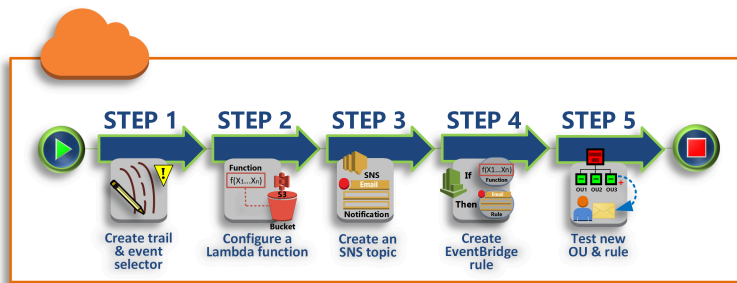 STEP 1
STEP 2
STEP 3
STEP 4
STEP 5
!
Function
f(X1...Xn)
S3
Bucket
SNS
Email
Notification
If
f(X1...Xn)
Function
Then
Email
Rule
OU1 OU2 OU3
+
Create trail
& event
selector
Configure a
Lambda function
Create an
SNS topic
Create
EventBridge
rule
Test new
OU & rule